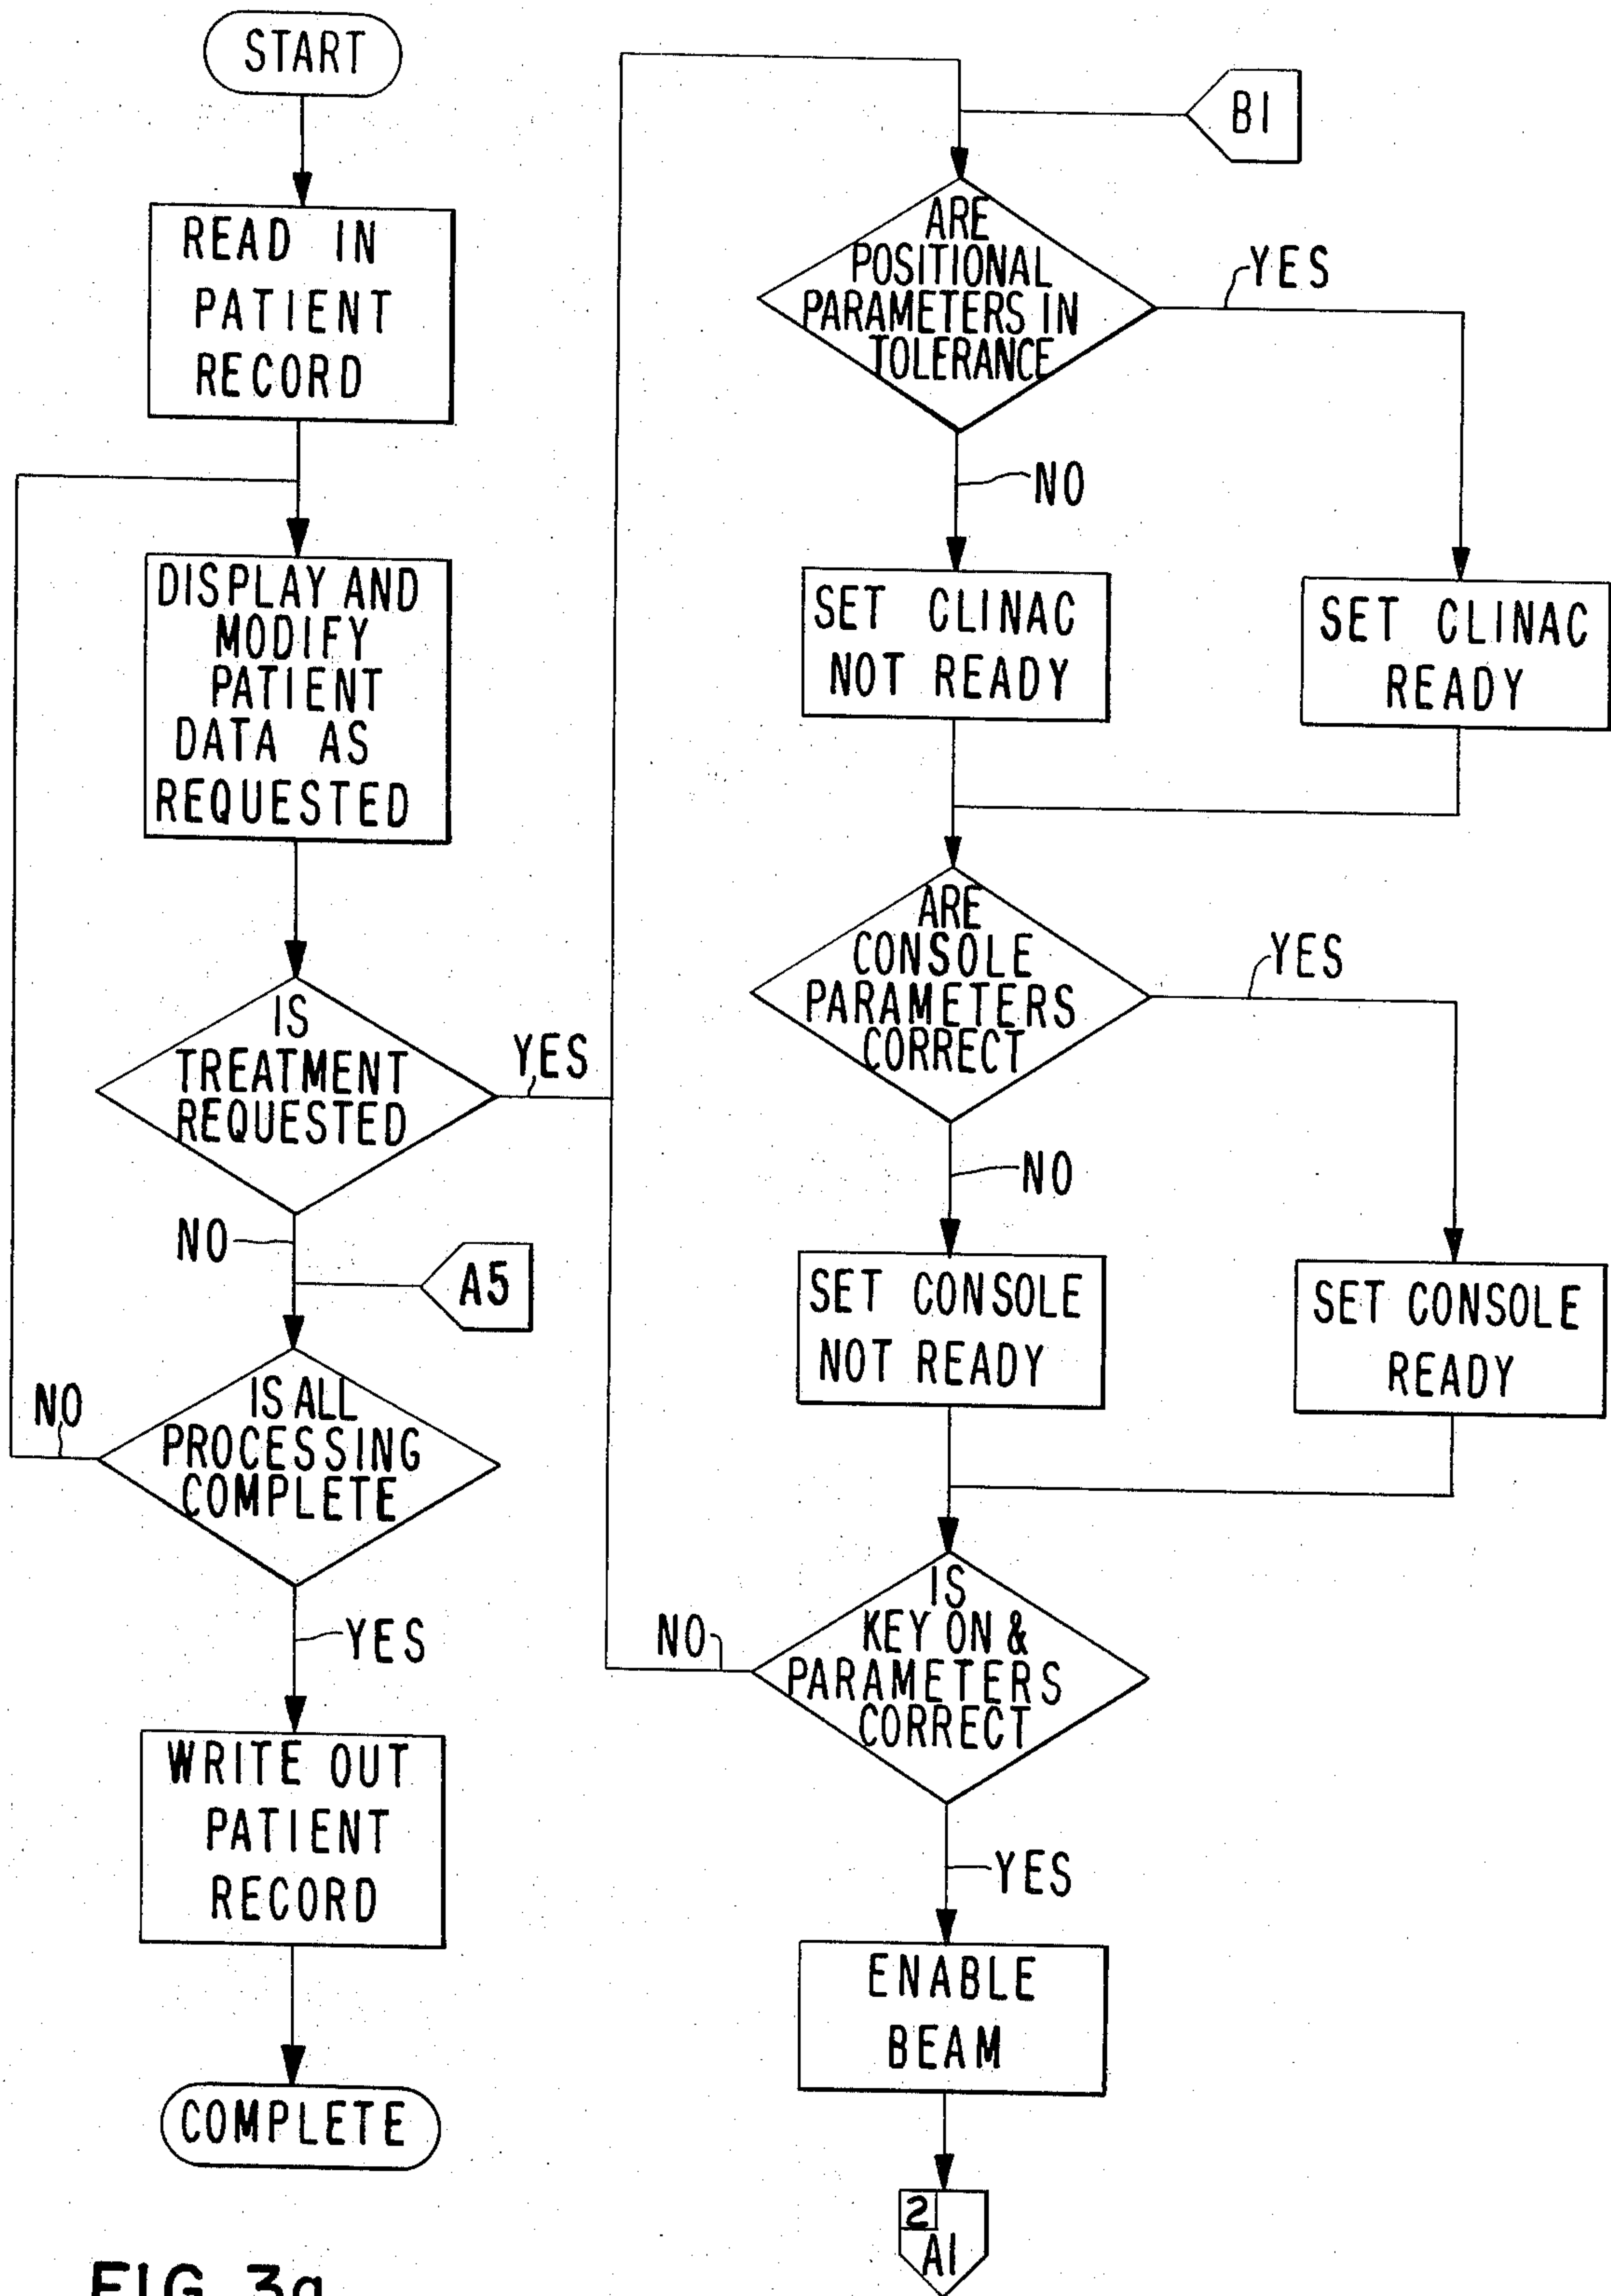 START
READ IN
PATIENT
RECORD
DISPLAY AND
MODIFY
PATIENT
DATA AS
REQUESTED
IS
TREATMENT
REQUESTED
YES
NO
A5
IS ALL
PROCESSING
COMPLETE
NO
YES
WRITE OUT
PATIENT
RECORD
COMPLETE
B1
ARE
POSITIONAL
PARAMETERS IN
TOLERANCE
YES
NO
SET CLINAC
NOT READY
SET CLINAC
READY
ARE
CONSOLE
PARAMETERS
CORRECT
YES
NO
SET CONSOLE
NOT READY
SET CONSOLE
READY
IS
KEY ON &
PARAMETERS
CORRECT
NO
YES
ENABLE
BEAM
2
A1
FIG. 3a